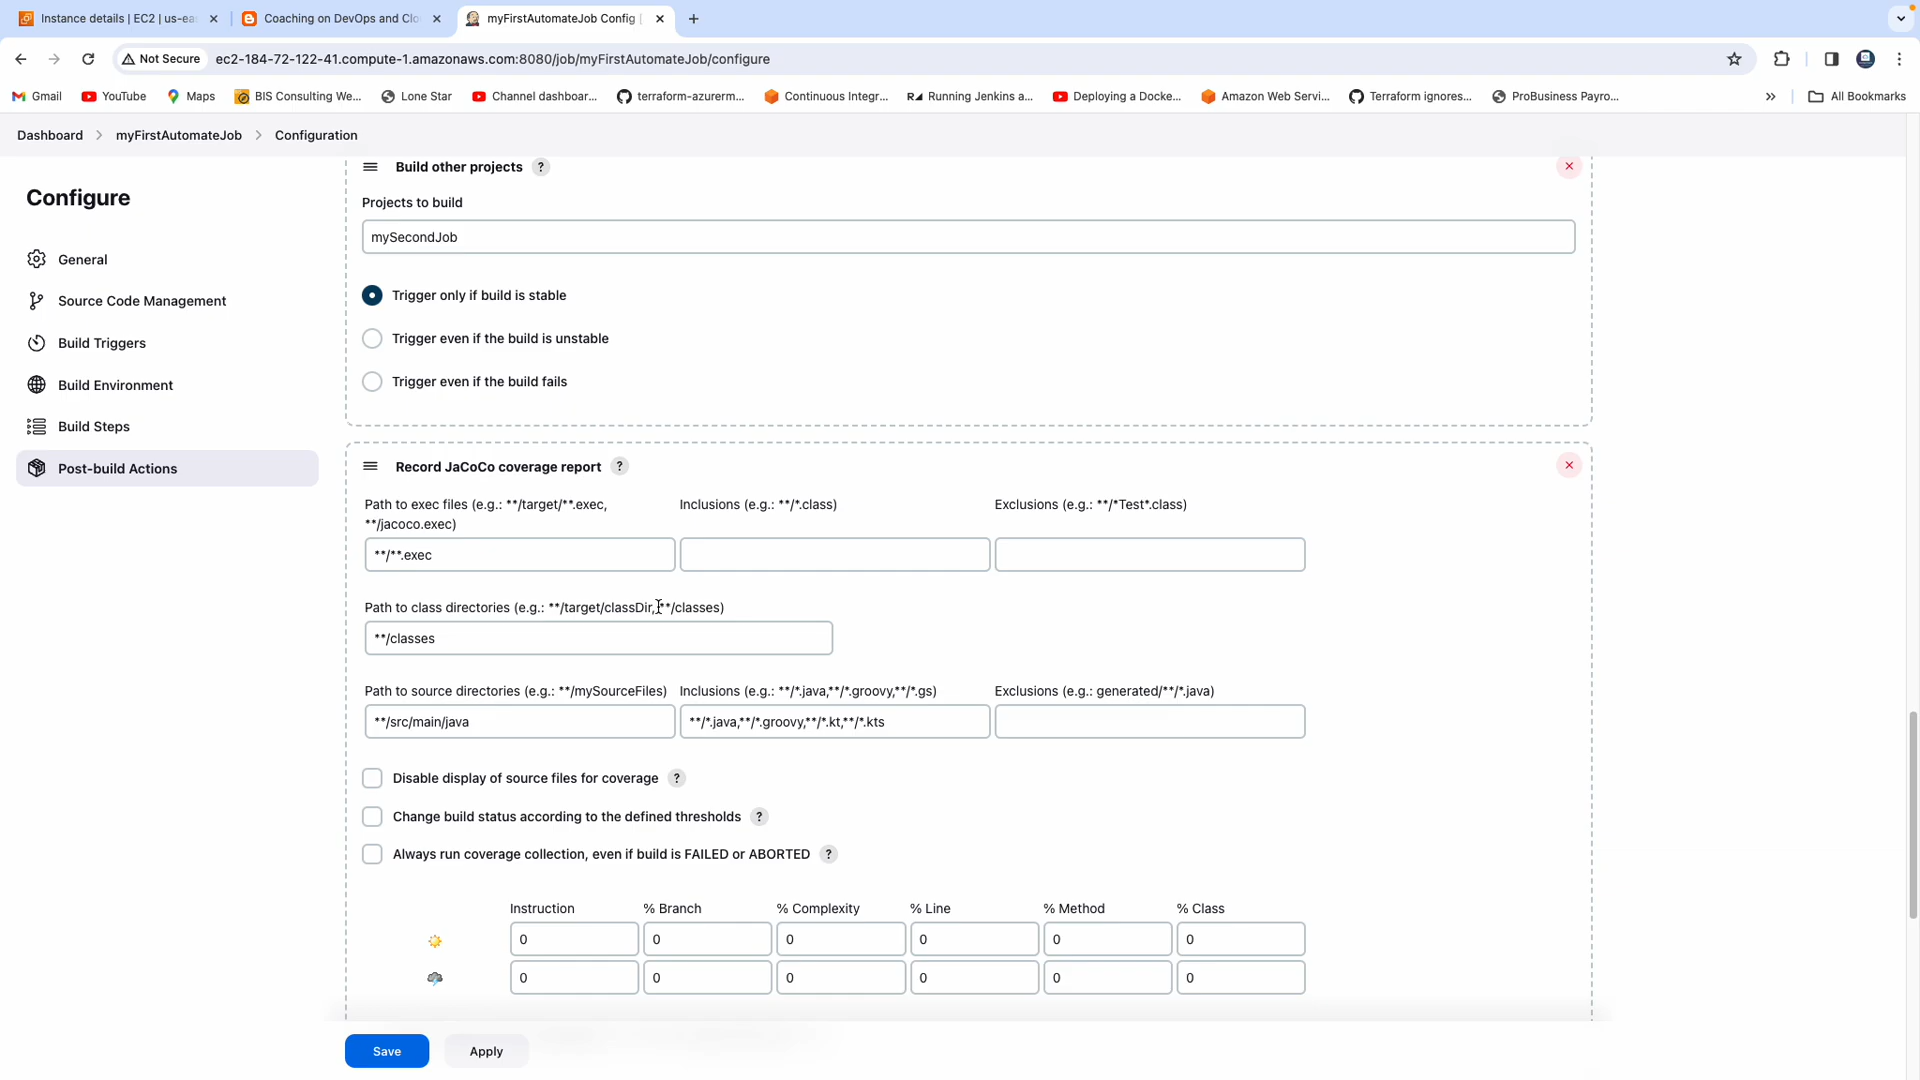 Instance details | EC2 | us-eas
Coaching on DevOps and Clo
myFirstAutomateJob Config [
Not Secure
ec2-184-72-122-41.compute-1.amazonaws.com:8080/job/myFirstAutomateJob/configure
Gmail
YouTube
Maps
BIS Consulting We...
Lone Star
Channel dashboar...
terraform-azurerm...
Continuous Integr...
Running Jenkins a...
Deploying a Docke...
Amazon Web Servi...
Terraform ignores...
ProBusiness Payro...
All Bookmarks
Dashboard > myFirstAutomateJob > Configuration
Configure
General
Source Code Management
Build Triggers
Build Environment
Build Steps
Post-build Actions
Build other projects ?
Projects to build
mySecondJob
Trigger only if build is stable
Trigger even if the build is unstable
Trigger even if the build fails
Record JaCoCo coverage report ?
Path to exec files (e.g.: **/target/**.exec,
**/jacoco.exec)
Inclusions (e.g.: **/*.class)
Exclusions (e.g.: **/*Test*.class)
**/**.exec
Path to class directories (e.g.: **/target/classDir, **/classes)
**/classes
Path to source directories (e.g.: **/mySourceFiles)
Inclusions (e.g.: **/*.java,**/*.groovy,**/*.gs)
Exclusions (e.g.: generated/**/*.java)
**/src/main/java
**/*.java,**/*.groovy,**/*.kt,**/*.kts
Disable display of source files for coverage ?
Change build status according to the defined thresholds ?
Always run coverage collection, even if build is FAILED or ABORTED ?
Instruction % Branch % Complexity % Line % Method % Class
0 0 0 0 0 0
0 0 0 0 0 0
Save
Apply